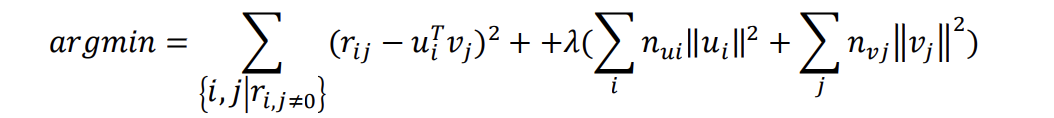 argmin = ∑_{{i,j|r_{i,j≠0}}} (r_{ij} − u_i^T v_j)^2 + +λ(∑_i n_{ui}‖u_i‖^2 + ∑_j n_{vj}‖v_j‖^2)